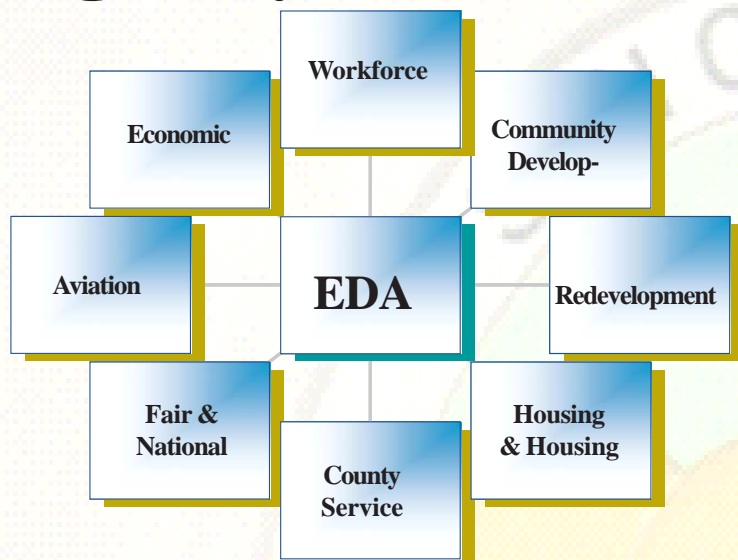 Workforce
Economic
Community
Develop-
Aviation
EDA
Redevelopment
Fair &
National
Housing
& Housing
County
Service